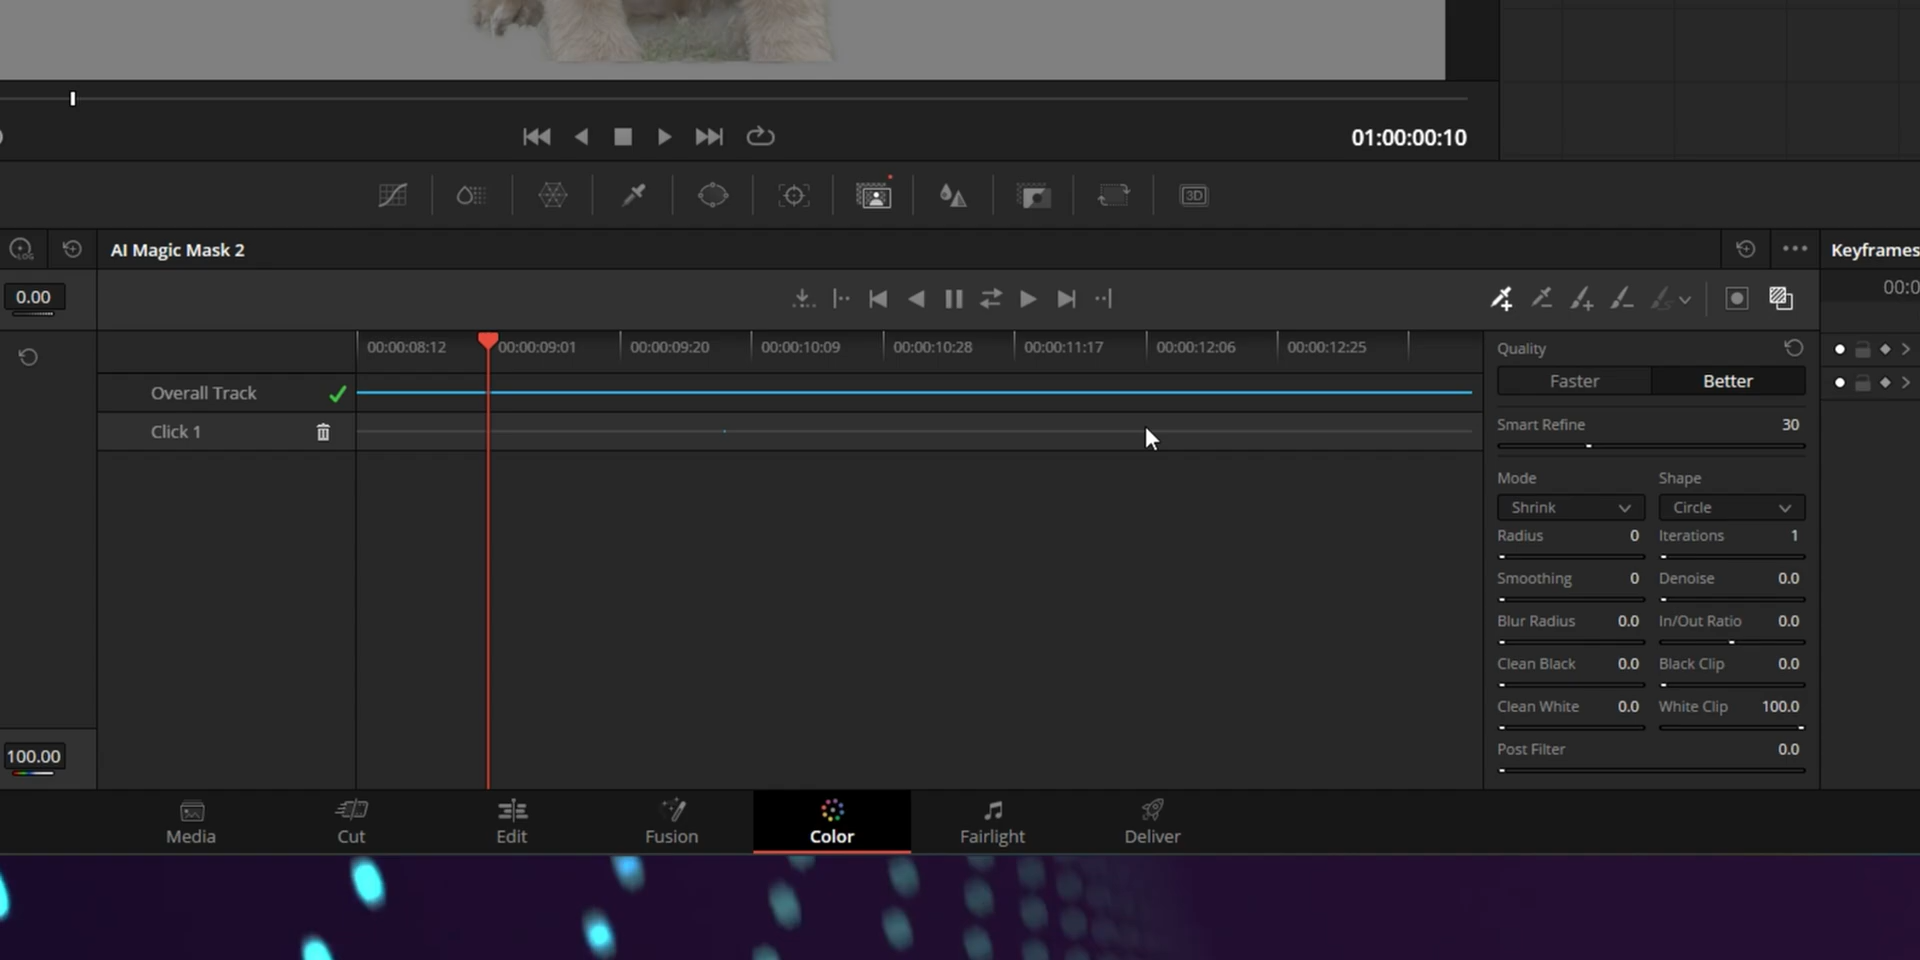 01:00:00:10
3D
AI Magic Mask 2
Keyframes
0.00
00:0
00:00:08:12 00:00:09:01 00:00:09:20 00:00:10:09 00:00:10:28 00:00:11:17 00:00:12:06 00:00:12:25
Quality
Overall Track
Faster Better
Click 1
Smart Refine 30
Mode Shape
Shrink Circle
Radius 0 Iterations 1
Smoothing 0 Denoise 0.0
Blur Radius 0.0 In/Out Ratio 0.0
Clean Black 0.0 Black Clip 0.0
Clean White 0.0 White Clip 100.0
100.00
Post Filter 0.0
Media Cut Edit Fusion Color Fairlight Deliver